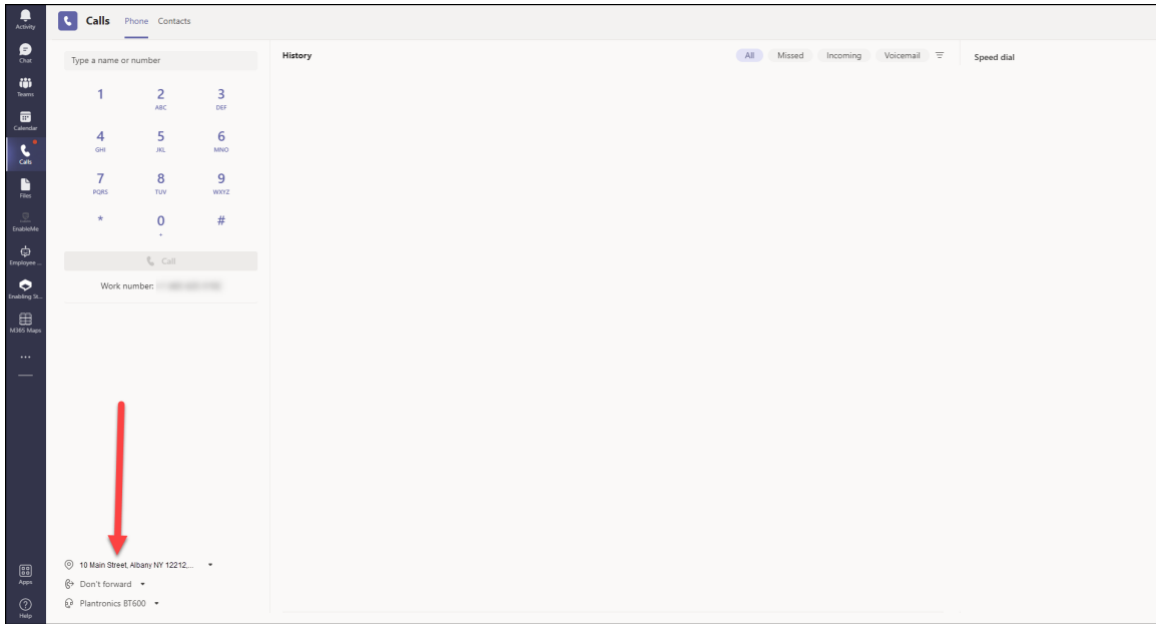 Activity
Chat
Teams
Calendar
Calls
Files
EnableMe
Employee ...
Enabling St...
M365 Maps
...
Apps
Help
Calls Phone Contacts
Type a name or number
1 2 3
ABC DEF
4 5 6
GHI JKL MNO
7 8 9
PQRS TUV WXYZ
* 0 #
+
Call
Work number:
10 Main Street, Albany NY 12212,...
Don't forward
Plantronics BT600
History All Missed Incoming Voicemail
Speed dial